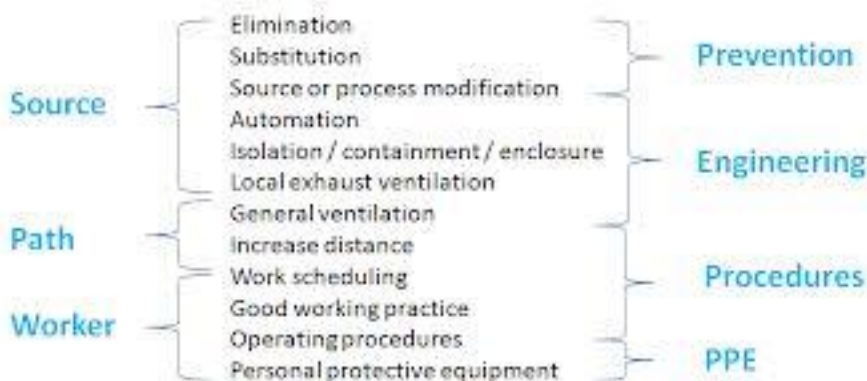 Source
Path
Worker
Elimination
Substitution
Source or process modification
Automation
Isolation / containment / enclosure
Local exhaust ventilation
General ventilation
Increase distance
Work scheduling
Good working practice
Operating procedures
Personal protective equipment
Prevention
Engineering
Procedures
PPE